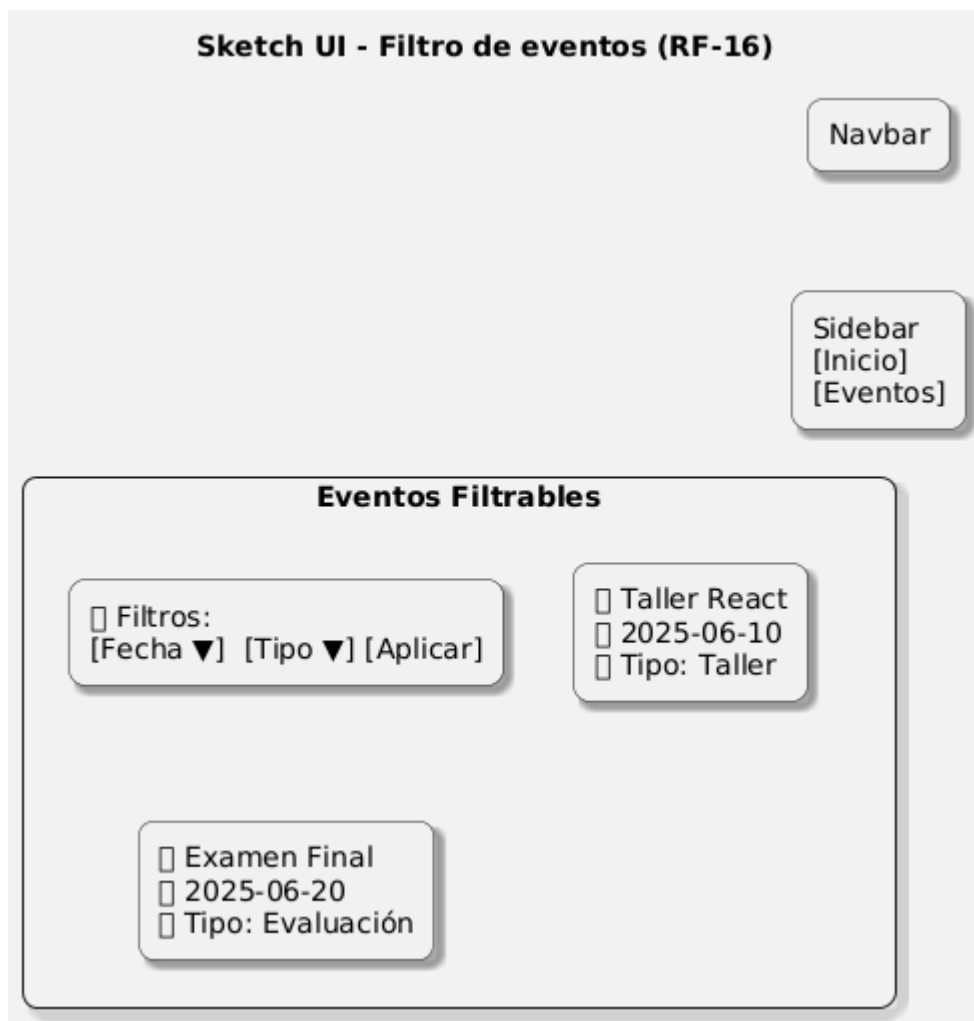 Sketch UI - Filtro de eventos (RF-16)
Navbar
Sidebar
[Inicio]
[Eventos]
Eventos Filtrables
▯ Filtros:
[Fecha ▼]  [Tipo ▼] [Aplicar]
▯ Taller React
▯ 2025-06-10
▯ Tipo: Taller
▯ Examen Final
▯ 2025-06-20
▯ Tipo: Evaluación